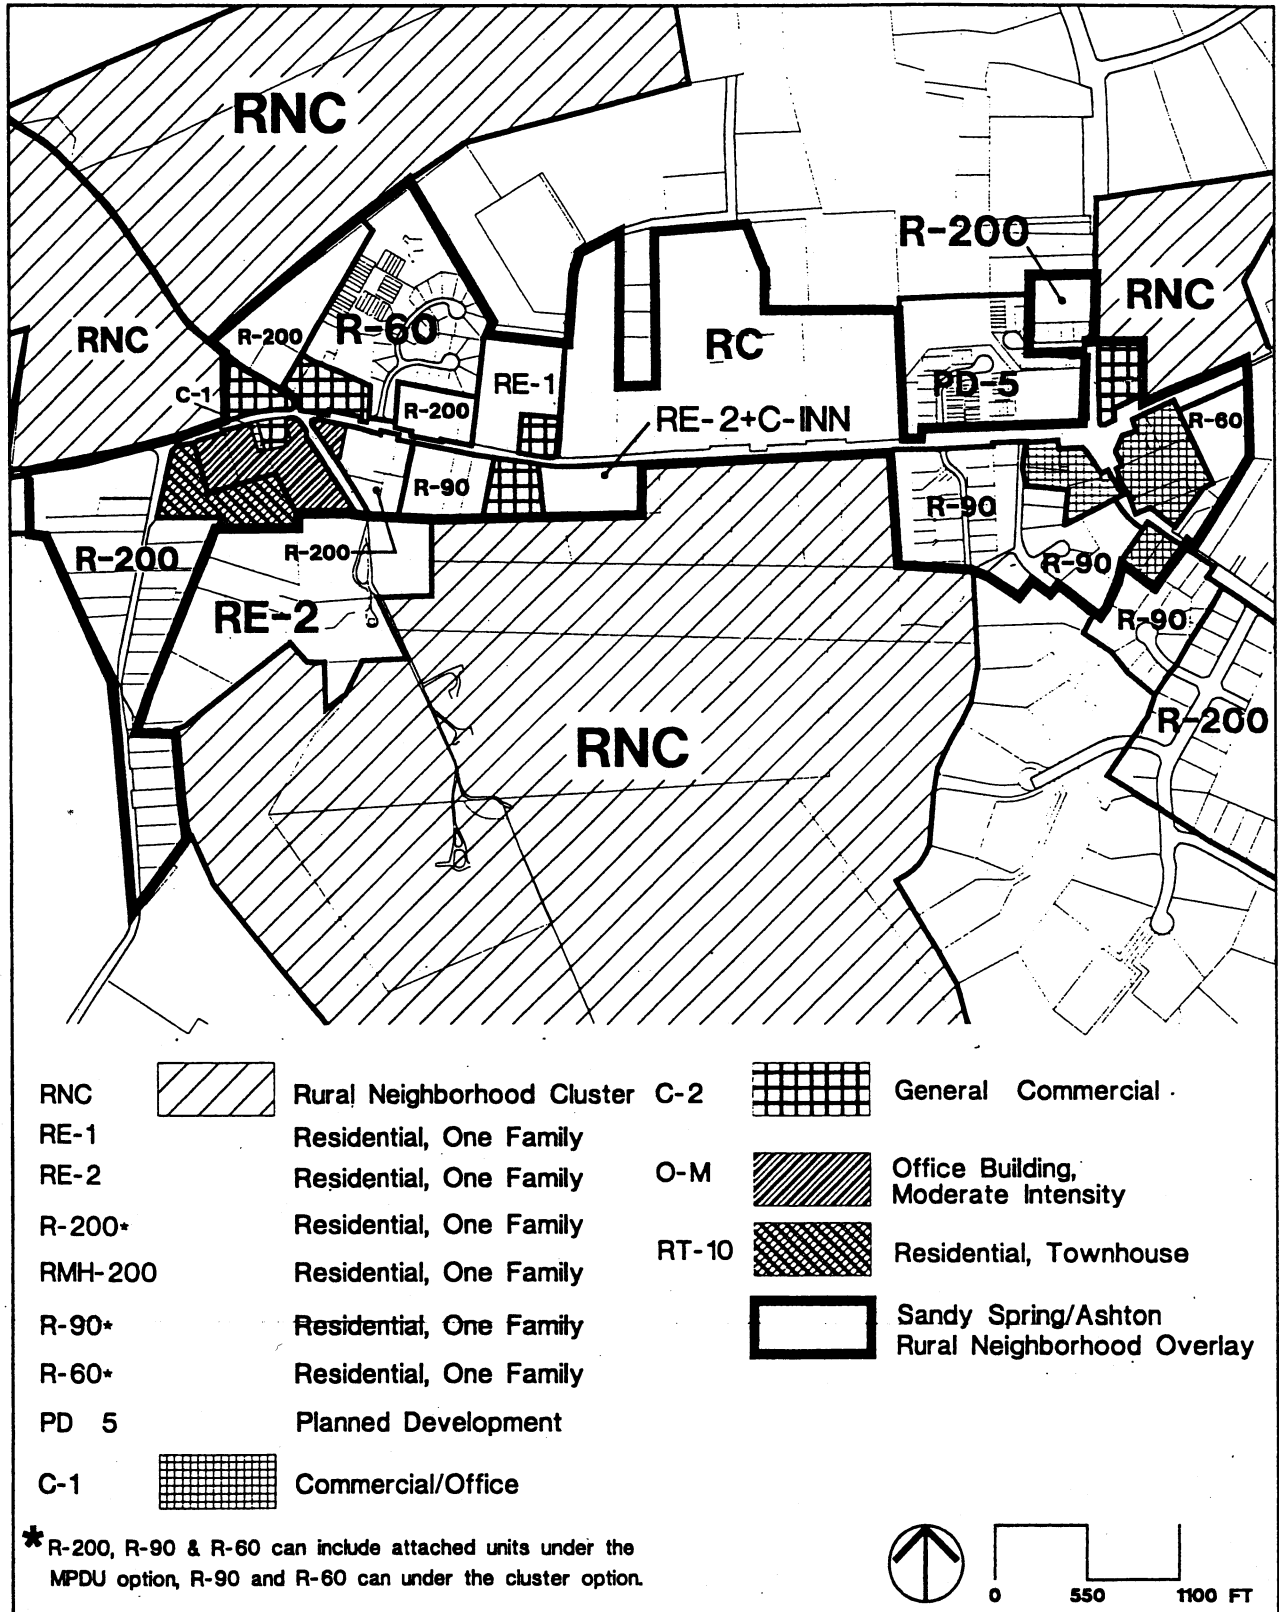 RNC
R-200
RNC
RNC
R-200
R-60
RC
RE-1
PD-5
C-1
R-200
RE-2+C-INN
R-60
R-90
R-90
R-200
R-200
R-90
RE-2
R-90
R-200
RNC
RNC Rural Neighborhood Cluster
RE-1 Residential, One Family
RE-2 Residential, One Family
R-200* Residential, One Family
RMH-200 Residential, One Family
R-90* Residential, One Family
R-60* Residential, One Family
PD 5 Planned Development
C-1 Commercial/Office
C-2 General Commercial
O-M Office Building,
Moderate Intensity
RT-10 Residential, Townhouse
Sandy Spring/Ashton
Rural Neighborhood Overlay
* R-200, R-90 & R-60 can include attached units under the
MPDU option, R-90 and R-60 can under the cluster option.
0 550 1100 FT